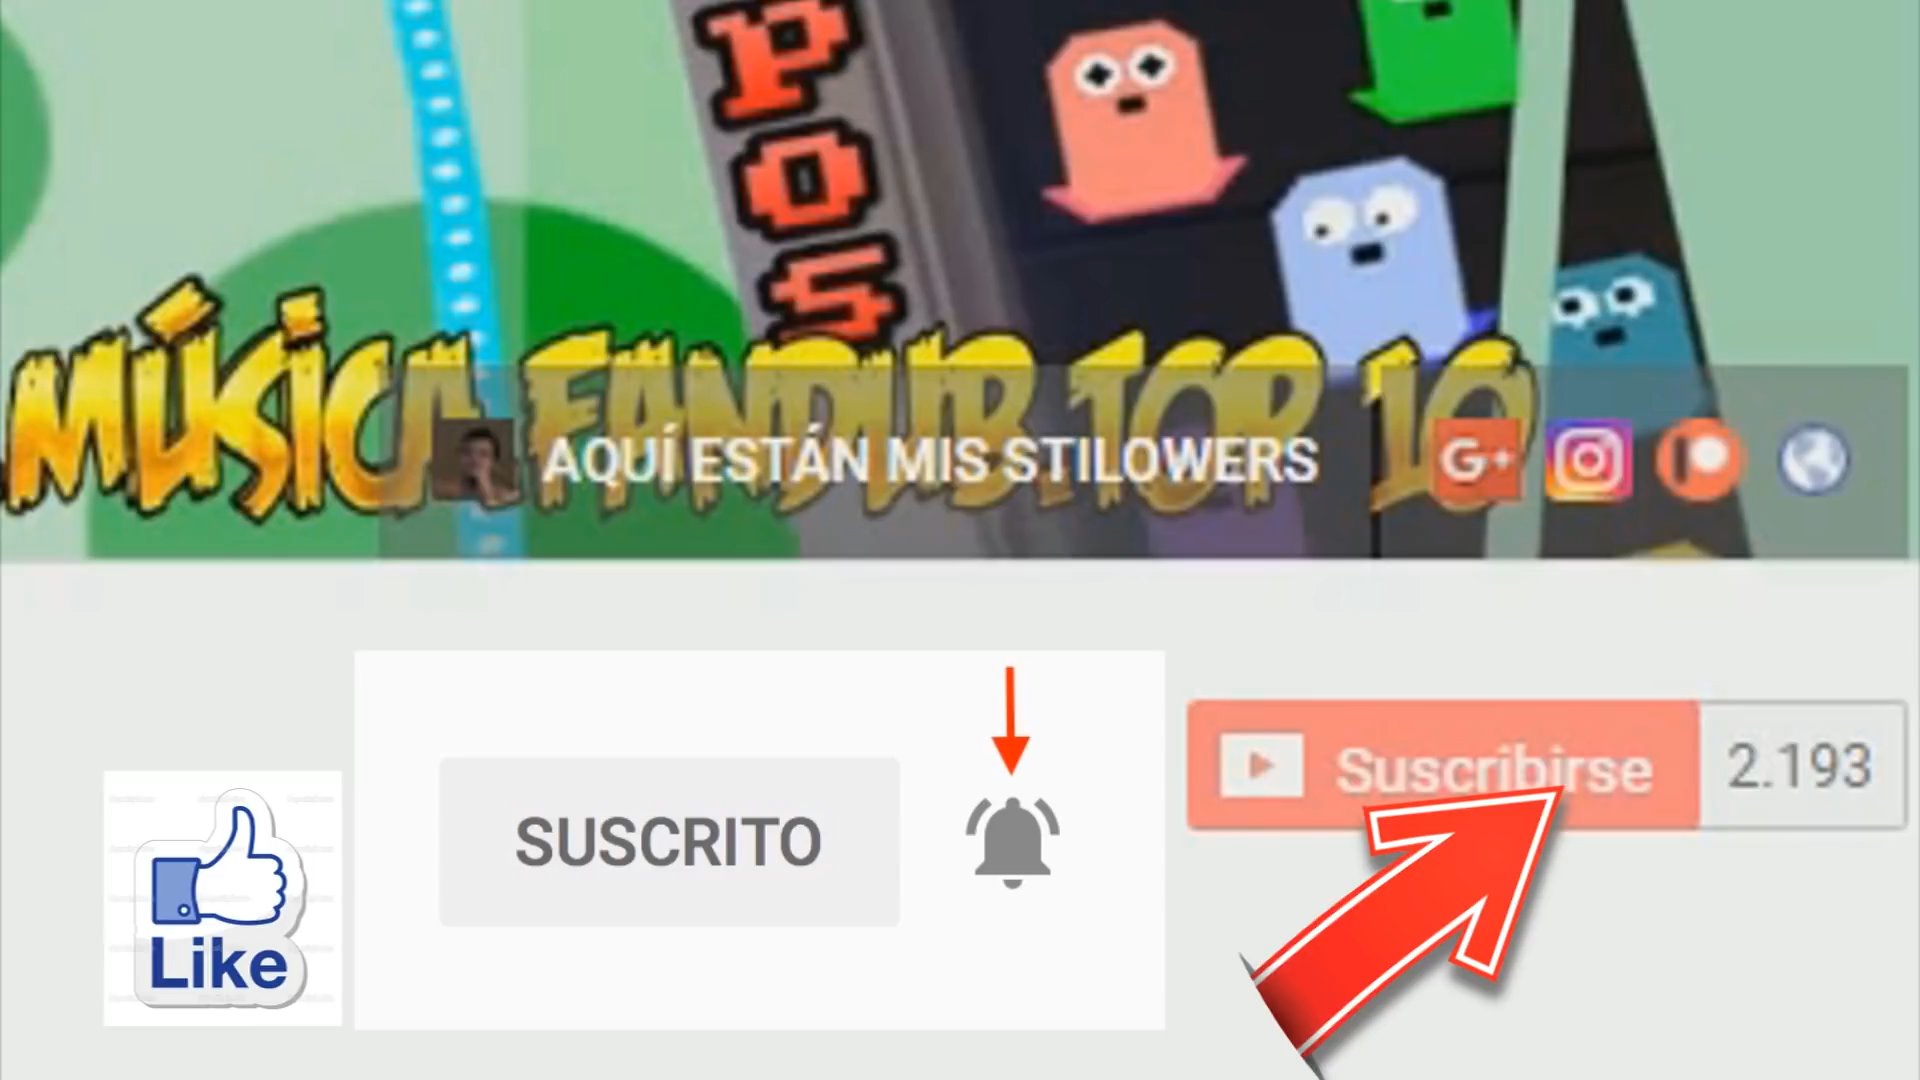 POS
MÚSICA FANDUB TOP 10
AQUÍ ESTÁN MIS STILOWERS
G+
Suscribirse
2.193
SUSCRITO
Like